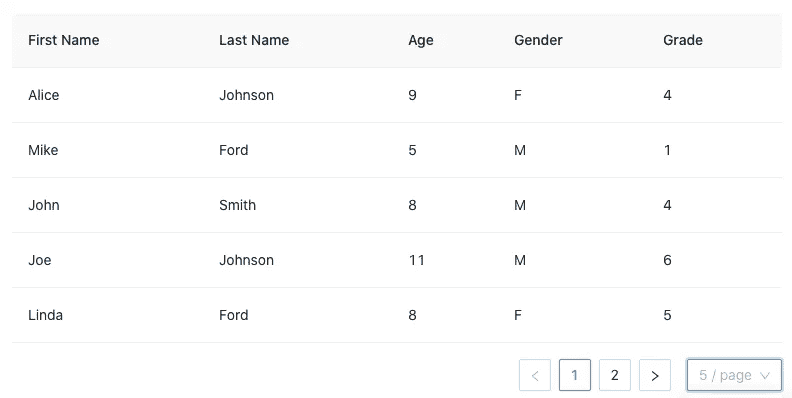 First Name Last Name Age Gender Grade
Alice Johnson 9 F 4
Mike Ford 5 M 1
John Smith 8 M 4
Joe Johnson 11 M 6
Linda Ford 8 F 5
< 1 2 > 5 / page